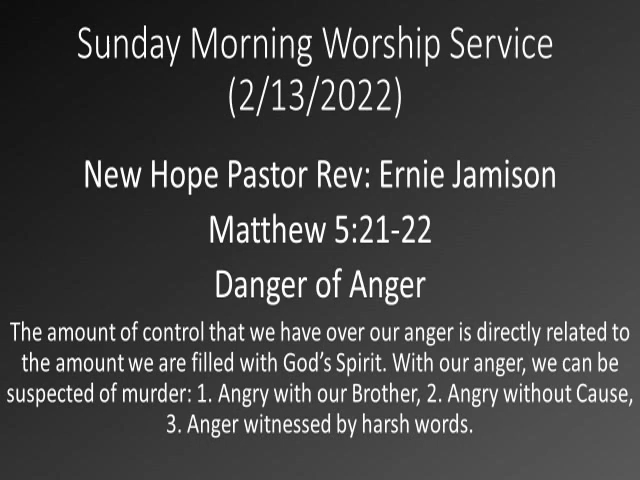 Sunday Morning Worship Service
(2/13/2022)
New Hope Pastor Rev: Ernie Jamison
Matthew 5:21-22
Danger of Anger
The amount of control that we have over our anger is directly related to
the amount we are filled with God’s Spirit. With our anger, we can be
suspected of murder: 1. Angry with our Brother, 2. Angry without Cause,
3. Anger witnessed by harsh words.